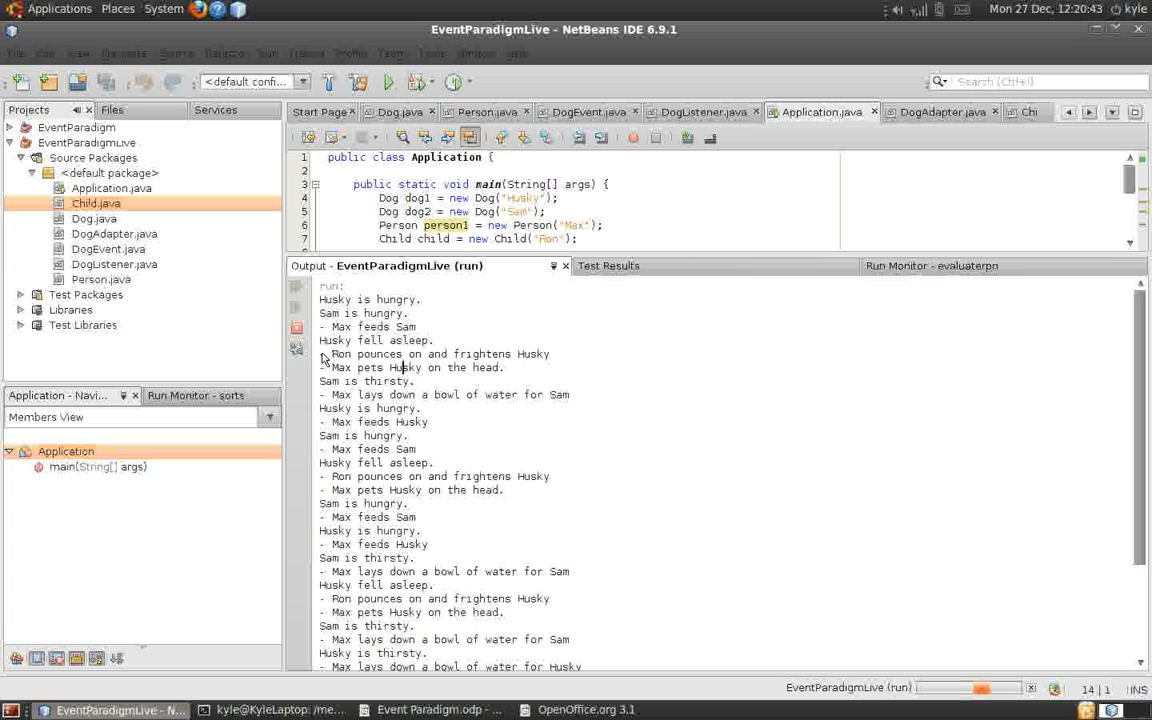 Applications Places System Mon 27 Dec, 12:20:43 kyle
EventParadigmLive - NetBeans IDE 6.9.1
<default confi... Search (Ctrl+I)
Projects Files Services
EventParadigm
EventParadigmLive
Source Packages
<default package>
Application.java
Child.java
Dog.java
DogAdapter.java
DogEvent.java
DogListener.java
Person.java
Test Packages
Libraries
Test Libraries
Start Page Dog.java Person.java DogEvent.java DogListener.java Application.java DogAdapter.java Chi
1 public class Application {
2
3 public static void main(String[] args) {
4 Dog dog1 = new Dog("Husky");
5 Dog dog2 = new Dog("Sam");
6 Person person1 = new Person("Max");
7 Child child = new Child("Ron");
Output - EventParadigmLive (run) Test Results Run Monitor - evaluaterpn
run:
Husky is hungry.
Sam is hungry.
- Max feeds Sam
Husky fell asleep.
- Ron pounces on and frightens Husky
- Max pets Husky on the head.
Sam is thirsty.
- Max lays down a bowl of water for Sam
Husky is hungry.
- Max feeds Husky
Sam is hungry.
- Max feeds Sam
Husky fell asleep.
- Ron pounces on and frightens Husky
- Max pets Husky on the head.
Sam is hungry.
- Max feeds Sam
Husky is hungry.
- Max feeds Husky
Sam is thirsty.
- Max lays down a bowl of water for Sam
Husky fell asleep.
- Ron pounces on and frightens Husky
- Max pets Husky on the head.
Sam is thirsty.
- Max lays down a bowl of water for Sam
Husky is thirsty.
- Max lays down a bowl of water for Husky
Application - Navi... Run Monitor - sorts
Members View
Application
main(String[] args)
EventParadigmLive (run) 14 | 1 INS
EventParadigmLive - N... kyle@KyleLaptop: /me... Event Paradigm.odp - ... OpenOffice.org 3.1